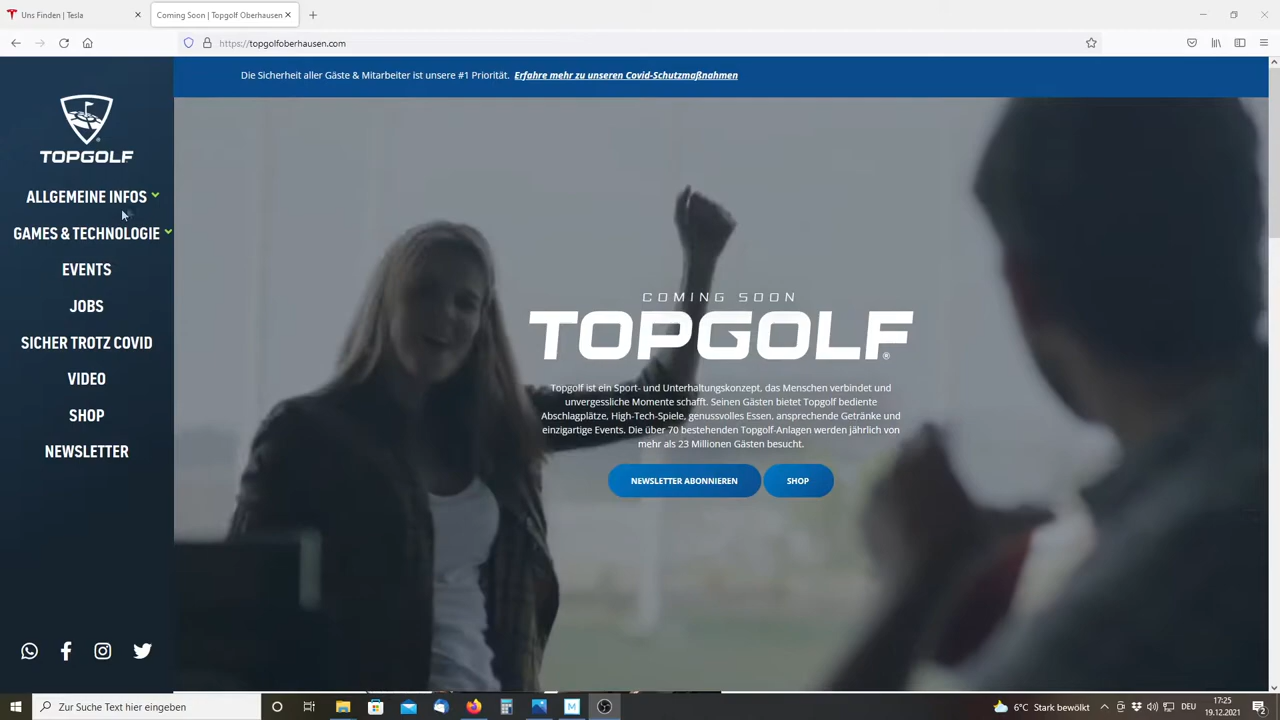 Uns Finden | Tesla
Coming Soon | Topgolf Oberhausen
https://topgolfoberhausen.com
Die Sicherheit aller Gäste & Mitarbeiter ist unsere #1 Priorität. Erfahre mehr zu unseren Covid-Schutzmaßnahmen
TOPGOLF
ALLGEMEINE INFOS
GAMES & TECHNOLOGIE
EVENTS
JOBS
SICHER TROTZ COVID
VIDEO
SHOP
NEWSLETTER
COMING SOON
TOPGOLF®
Topgolf ist ein Sport- und Unterhaltungskonzept, das Menschen verbindet und
unvergessliche Momente schafft. Seinen Gästen bietet Topgolf bediente
Abschlagplätze, High-Tech-Spiele, genussvolles Essen, ansprechende Getränke und
einzigartige Events. Die über 70 bestehenden Topgolf-Anlagen werden jährlich von
mehr als 23 Millionen Gästen besucht.
NEWSLETTER ABONNIEREN
SHOP
Zur Suche Text hier eingeben
M
6°C Stark bewölkt
DEU
17:25
19.12.2021
2